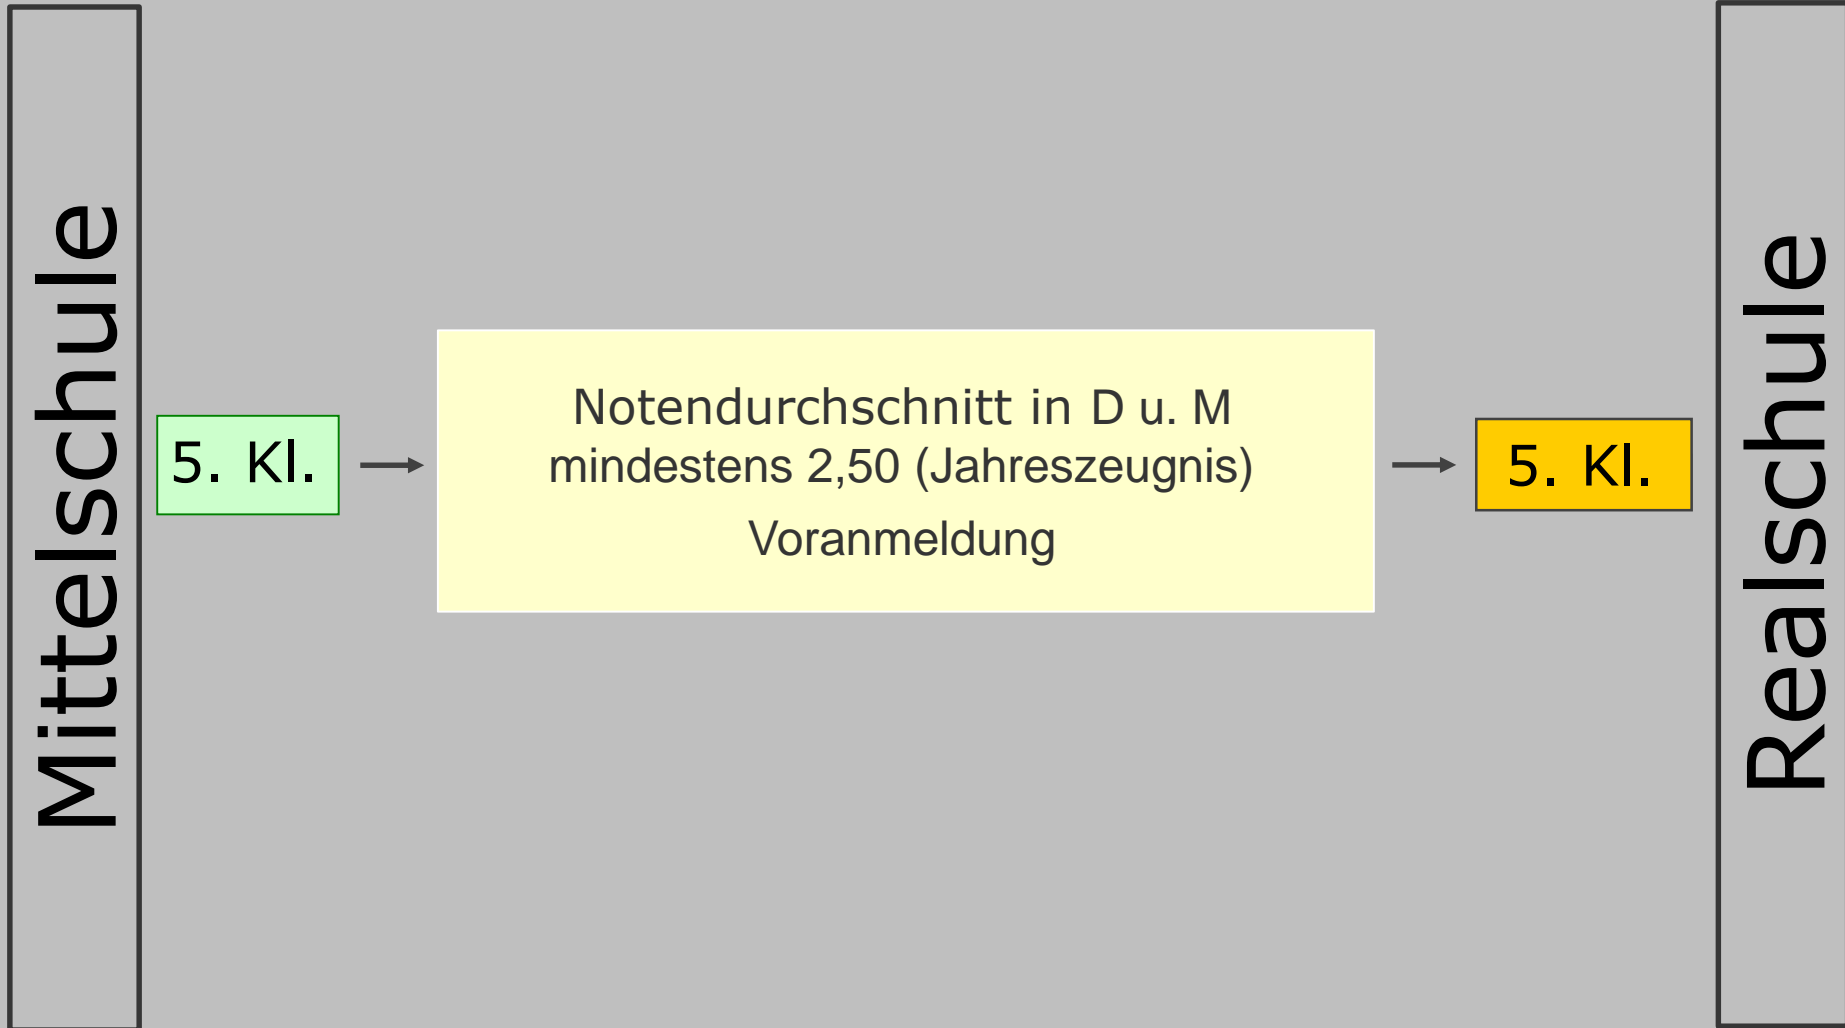 Mittelschule
5. Kl.
Notendurchschnitt in D u. M
mindestens 2,50 (Jahreszeugnis)
Voranmeldung
5. Kl.
Realschule